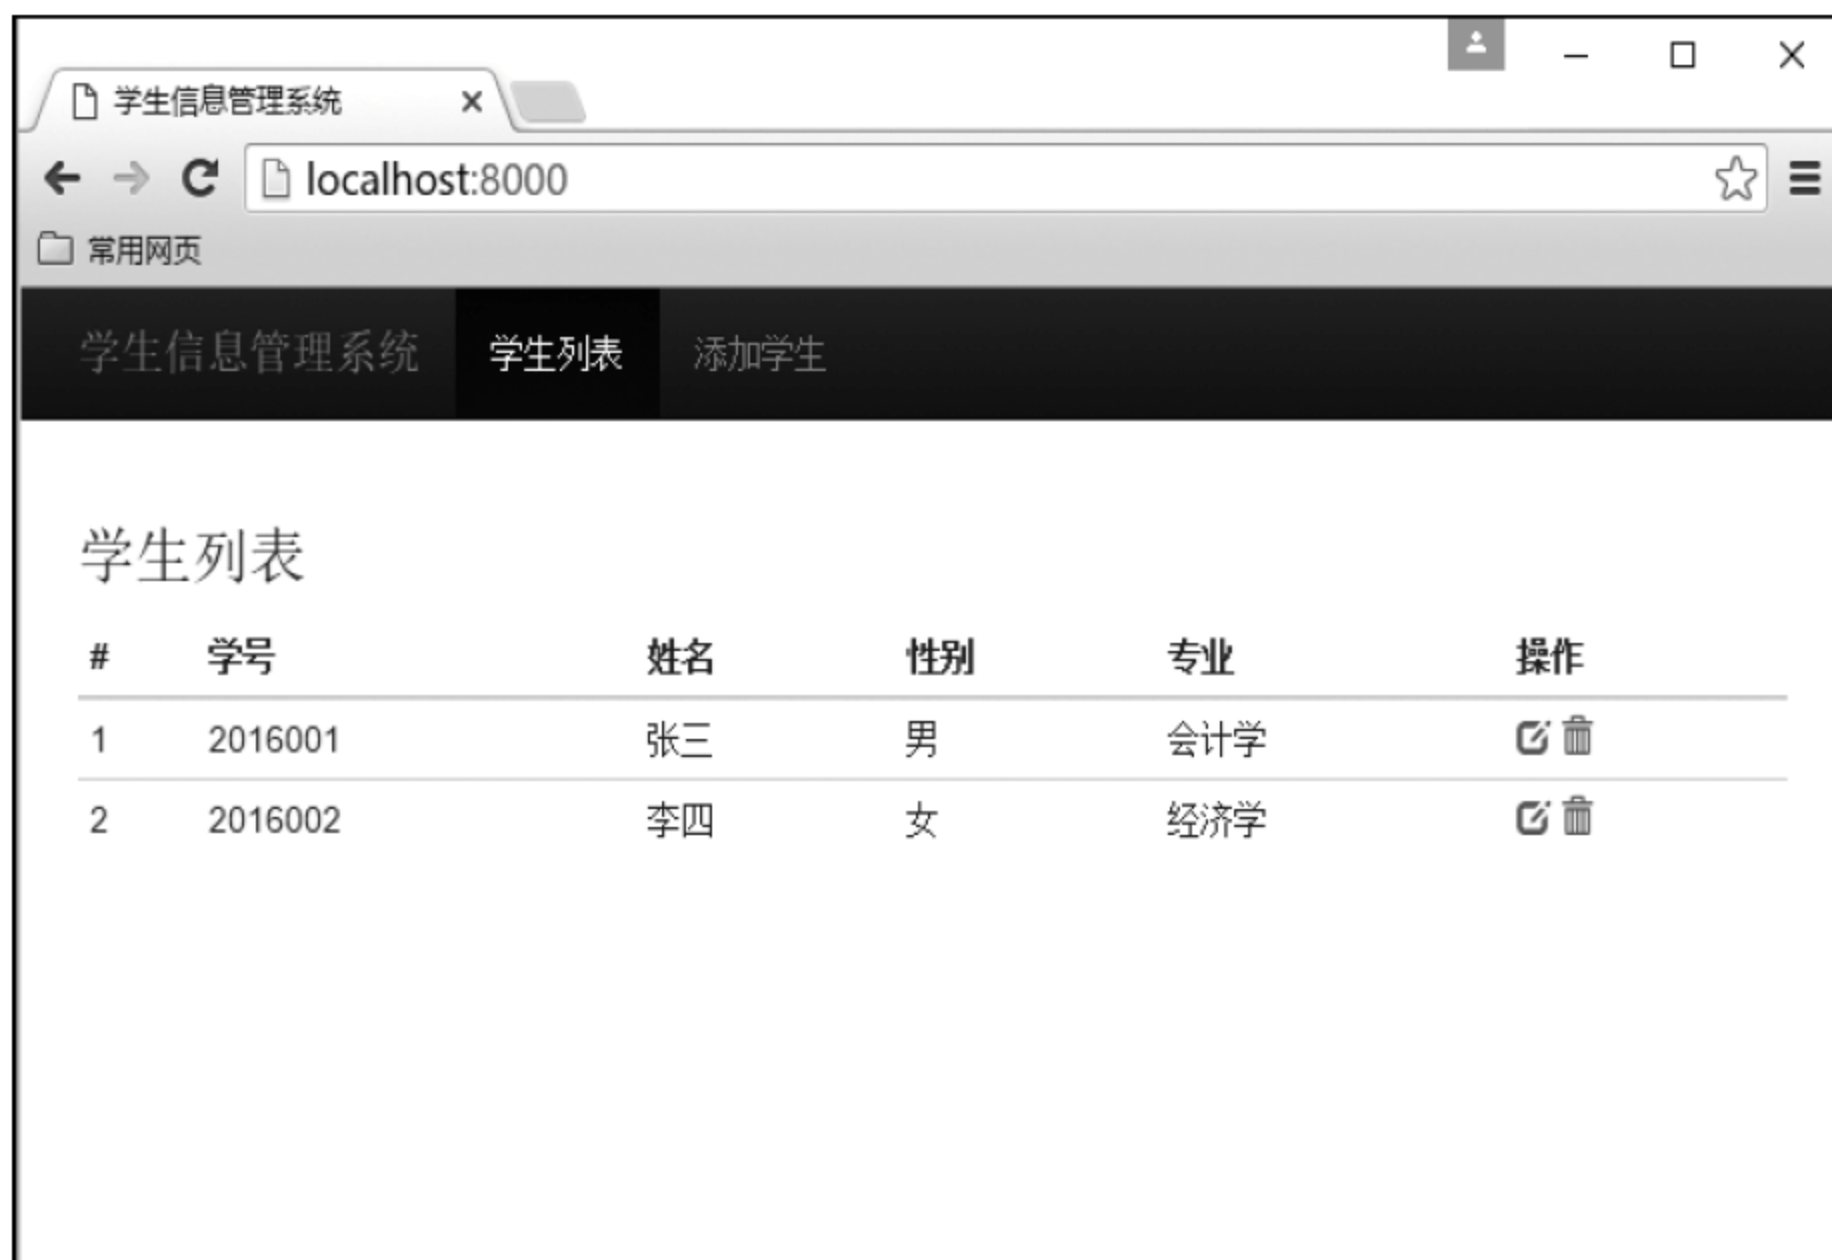 学生信息管理系统
localhost:8000
常用网页
学生信息管理系统 学生列表 添加学生
学生列表
# 学号 姓名 性别 专业 操作
1 2016001 张三 男 会计学
2 2016002 李四 女 经济学